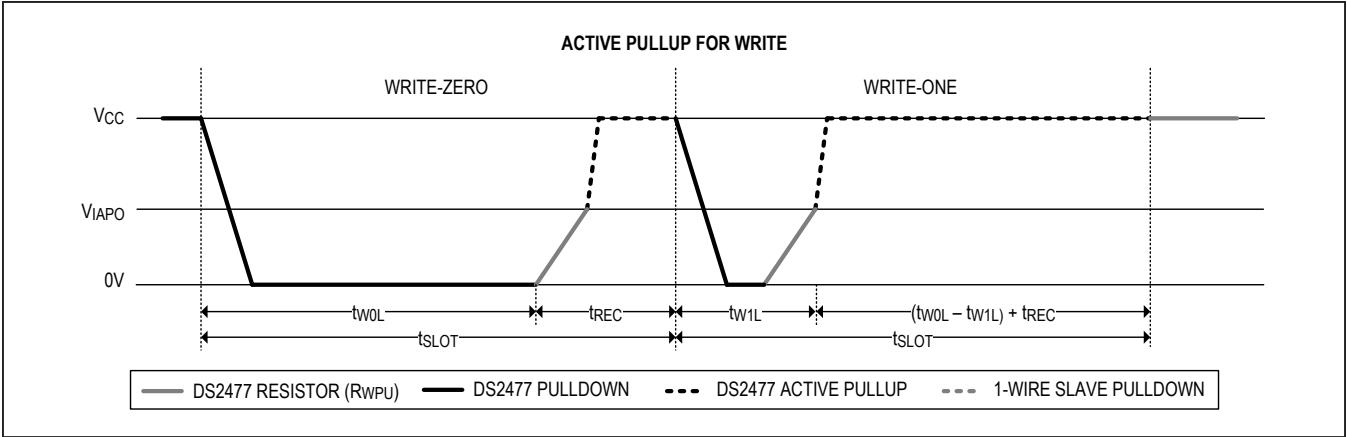 ACTIVE PULLUP FOR WRITE
WRITE-ZERO WRITE-ONE
VCC
VIAPO
0V
tW0L tREC tW1L (tW0L – tW1L) + tREC
tSLOT tSLOT
DS2477 RESISTOR (RWPU) DS2477 PULLDOWN DS2477 ACTIVE PULLUP 1-WIRE SLAVE PULLDOWN